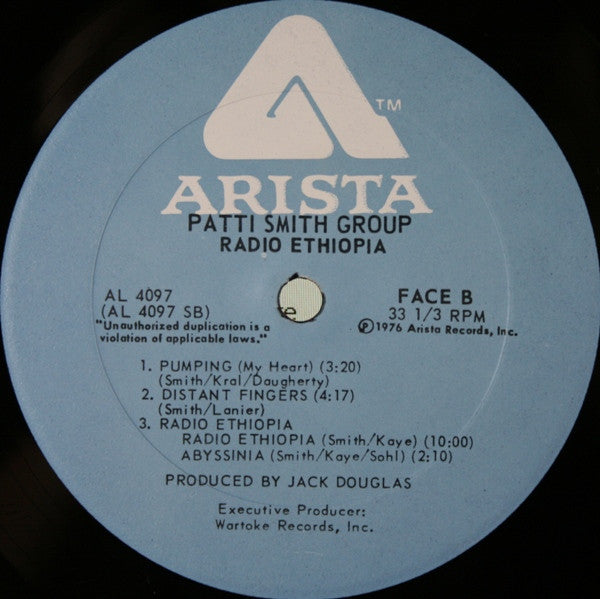 TM
ARISTA
PATTI SMITH GROUP
RADIO ETHIOPIA
AL 4097
(AL 4097 SB)
"Unauthorized duplication is a
violation of applicable laws."
FACE B
33 1/3 RPM
℗1976 Arista Records, Inc.
1. PUMPING (My Heart) (3:20)
(Smith/Kral/Daugherty)
2. DISTANT FINGERS (4:17)
(Smith/Lanier)
3. RADIO ETHIOPIA
RADIO ETHIOPIA (Smith/Kaye) (10:00)
ABYSSINIA (Smith/Kaye/Sohl) (2:10)
PRODUCED BY JACK DOUGLAS
Executive Producer:
Wartoke Records, Inc.